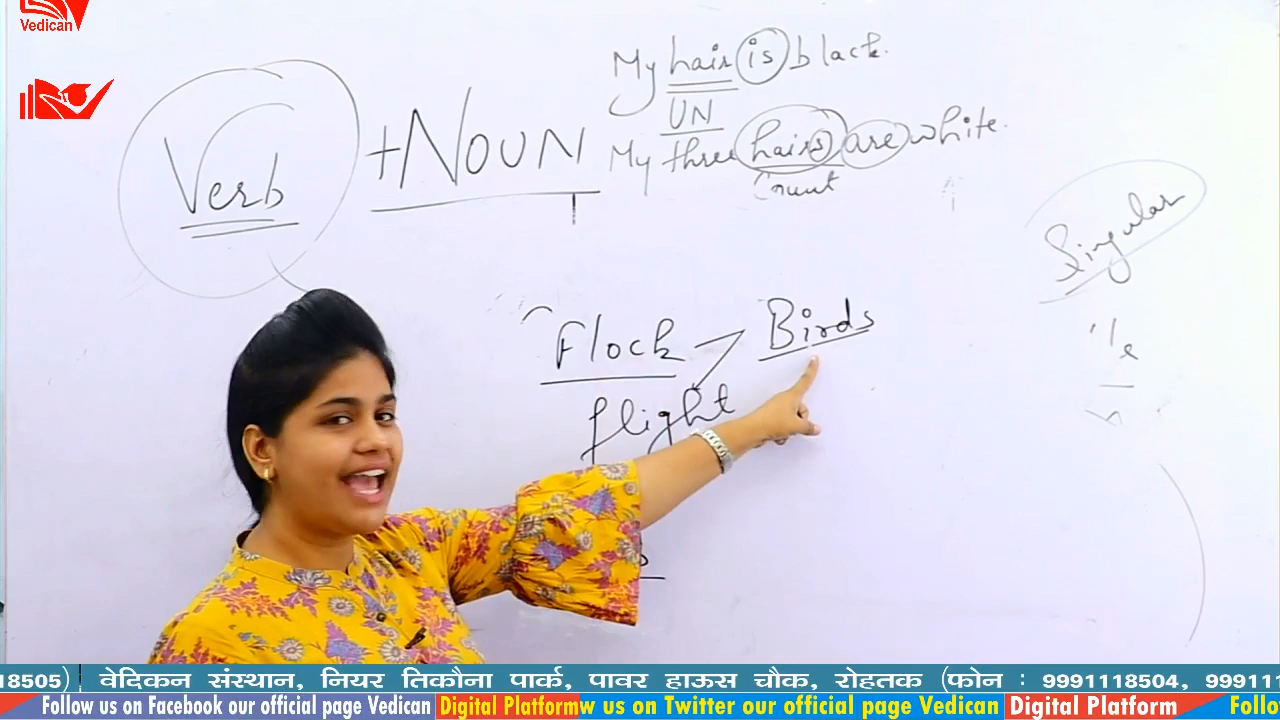 Vedican
My hair is black.
UN
Verb + NOUN
My three hairs are white.
Count
Singular
Flock
Birds
flight
18505) वेदिकन संस्थान, नियर तिकौना पार्क, पावर हाऊस चौक, रोहतक (फोन : 9991118504, 99911
Follow us on Facebook our official page Vedican Digital Platform w us on Twitter our official page Vedican Digital Platform Follo